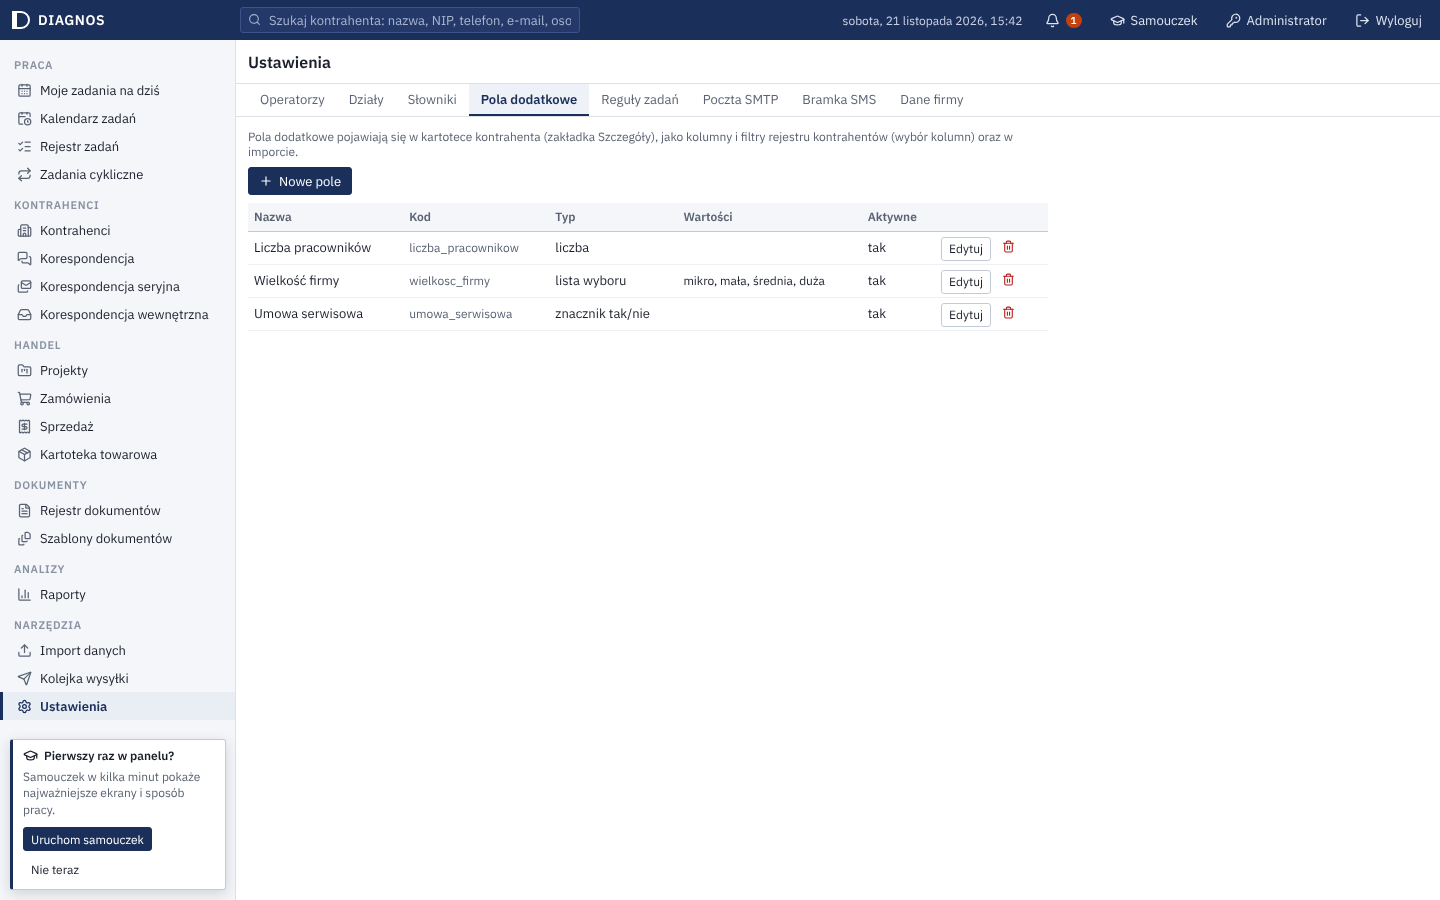 DIAGNOS
Szukaj kontrahenta: nazwa, NIP, telefon, e-mail, oso
sobota, 21 listopada 2026, 15:42
1
Samouczek
Administrator
Wyloguj
PRACA
Moje zadania na dziś
Kalendarz zadań
Rejestr zadań
Zadania cykliczne
KONTRAHENCI
Kontrahenci
Korespondencja
Korespondencja seryjna
Korespondencja wewnętrzna
HANDEL
Projekty
Zamówienia
Sprzedaż
Kartoteka towarowa
DOKUMENTY
Rejestr dokumentów
Szablony dokumentów
ANALIZY
Raporty
NARZĘDZIA
Import danych
Kolejka wysyłki
Ustawienia
Pierwszy raz w panelu?
Samouczek w kilka minut pokaże
najważniejsze ekrany i sposób
pracy.
Uruchom samouczek
Nie teraz
Ustawienia
Operatorzy Działy Słowniki Pola dodatkowe Reguły zadań Poczta SMTP Bramka SMS Dane firmy
Pola dodatkowe pojawiają się w kartotece kontrahenta (zakładka Szczegóły), jako kolumny i filtry rejestru kontrahentów (wybór kolumn) oraz w
imporcie.
Nowe pole
Nazwa Kod Typ Wartości Aktywne
Liczba pracowników liczba_pracownikow liczba tak Edytuj
Wielkość firmy wielkosc_firmy lista wyboru mikro, mała, średnia, duża tak Edytuj
Umowa serwisowa umowa_serwisowa znacznik tak/nie tak Edytuj